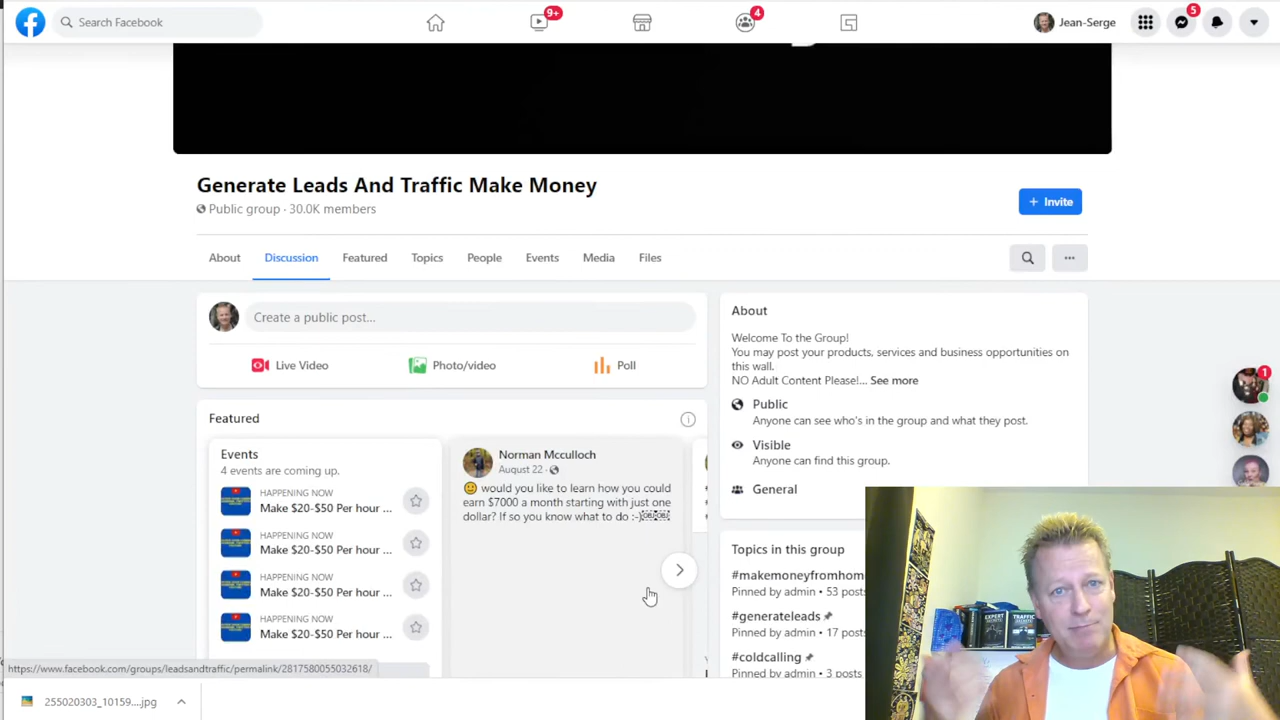 Search Facebook
9+
4
Jean-Serge
5
Generate Leads And Traffic Make Money
Public group · 30.0K members
+ Invite
About
Discussion
Featured
Topics
People
Events
Media
Files
Create a public post...
Live Video
Photo/video
Poll
Featured
Events
4 events are coming up.
HAPPENING NOW
Make $20-$50 Per hour ...
HAPPENING NOW
Make $20-$50 Per hour ...
HAPPENING NOW
Make $20-$50 Per hour ...
HAPPENING NOW
Make $20-$50 Per hour ...
Norman Mcculloch
August 22 ·
🙂 would you like to learn how you could
earn $7000 a month starting with just one
dollar? If so you know what to do :-)
About
Welcome To the Group!
You may post your products, services and business opportunities on
this wall.
NO Adult Content Please!... See more
Public
Anyone can see who's in the group and what they post.
Visible
Anyone can find this group.
General
Topics in this group
#makemoneyfromhom
Pinned by admin • 53 posts
#generateleads
Pinned by admin • 17 posts
#coldcalling
Pinned by admin • 3 posts
1
EXPERT
SECRETS
TRAFFIC
SECRETS
https://www.facebook.com/groups/leadsandtraffic/permalink/2817580055032618/
255020303_10159....jpg